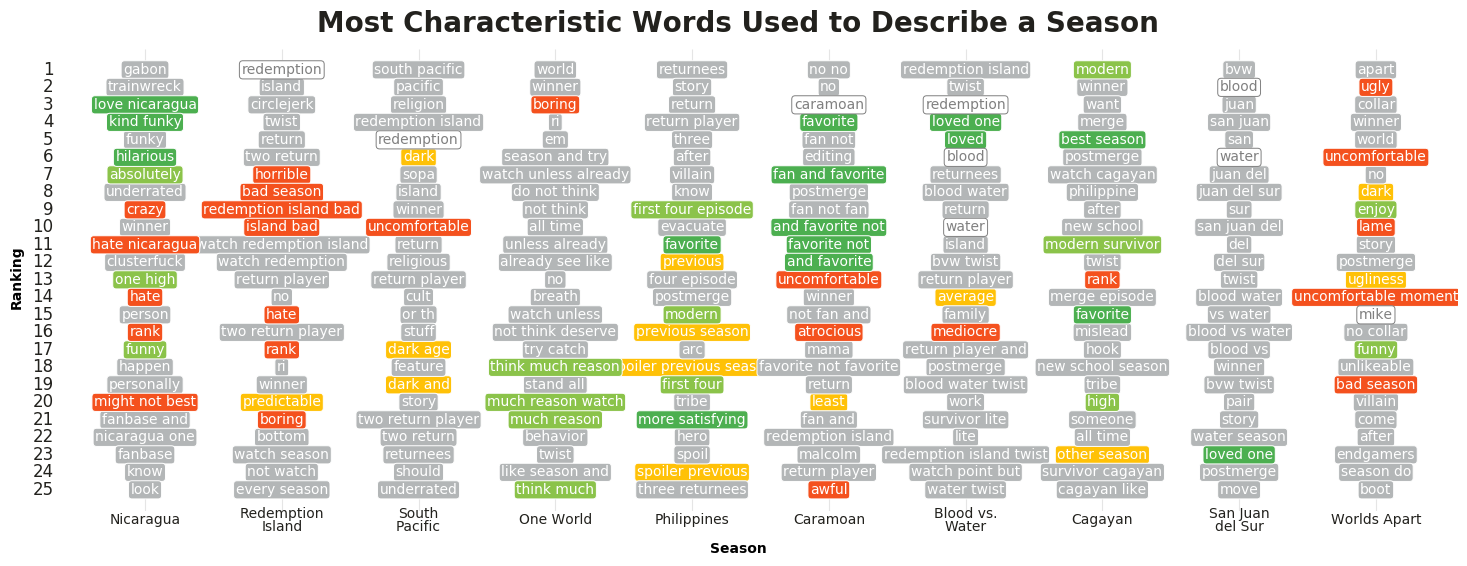 Most Characteristic Words Used to Describe a Season
Ranking
1 gabon redemption south pacific world returnees no no redemption island modern bvw apart
2 trainwreck island pacific winner story no twist winner blood ugly
3 love nicaragua circlejerk religion boring return caramoan redemption want juan collar
4 kind funky twist redemption island ri return player favorite loved one merge san juan winner
5 funky return redemption em three fan not loved best season san world
6 hilarious two return dark season and try after editing blood postmerge water uncomfortable
7 absolutely horrible sopa watch unless already villain fan and favorite returnees watch cagayan juan del no
8 underrated bad season island do not think know postmerge blood water philippine juan del sur dark
9 crazy redemption island bad winner not think first four episode fan not fan return after sur enjoy
10 winner island bad uncomfortable all time evacuate and favorite not water new school san juan del lame
11 hate nicaragua watch redemption island return unless already favorite favorite not island modern survivor del story
12 clusterfuck watch redemption religious already see like previous and favorite bvw twist twist del sur postmerge
13 one high return player return player no four episode uncomfortable return player rank twist ugliness
14 hate no cult breath postmerge winner average merge episode blood water uncomfortable moment
15 person hate or th watch unless modern not fan and family favorite vs water mike
16 rank two return player stuff not think deserve previous season atrocious mediocre mislead blood vs water no collar
17 funny rank dark age try catch arc mama return player and hook blood vs funny
18 happen ri feature think much reason poiler previous seas favorite not favorite postmerge new school season winner unlikeable
19 personally winner dark and stand all first four return blood water twist tribe bvw twist bad season
20 might not best predictable story much reason watch tribe least work high pair villain
21 fanbase and boring two return player much reason more satisfying fan and survivor lite someone story come
22 nicaragua one bottom two return behavior hero redemption island lite all time water season after
23 fanbase watch season returnees twist spoil malcolm redemption island twist other season loved one endgamers
24 know not watch should like season and spoiler previous return player watch point but survivor cagayan postmerge season do
25 look every season underrated think much three returnees awful water twist cagayan like move boot
Nicaragua Redemption Island South Pacific One World Philippines Caramoan Blood vs. Water Cagayan San Juan del Sur Worlds Apart
Season